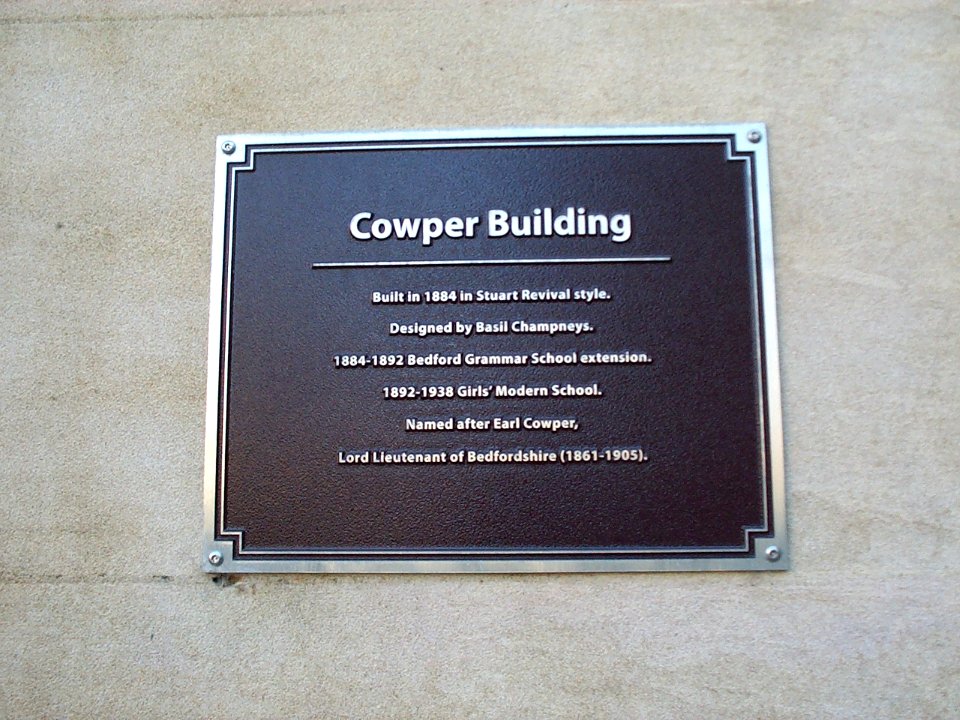 Cowper Building
Built in 1884 in Stuart Revival style.
Designed by Basil Champneys.
1884-1892 Bedford Grammar School extension.
1892-1938 Girls' Modern School.
Named after Earl Cowper,
Lord Lieutenant of Bedfordshire (1861-1905).